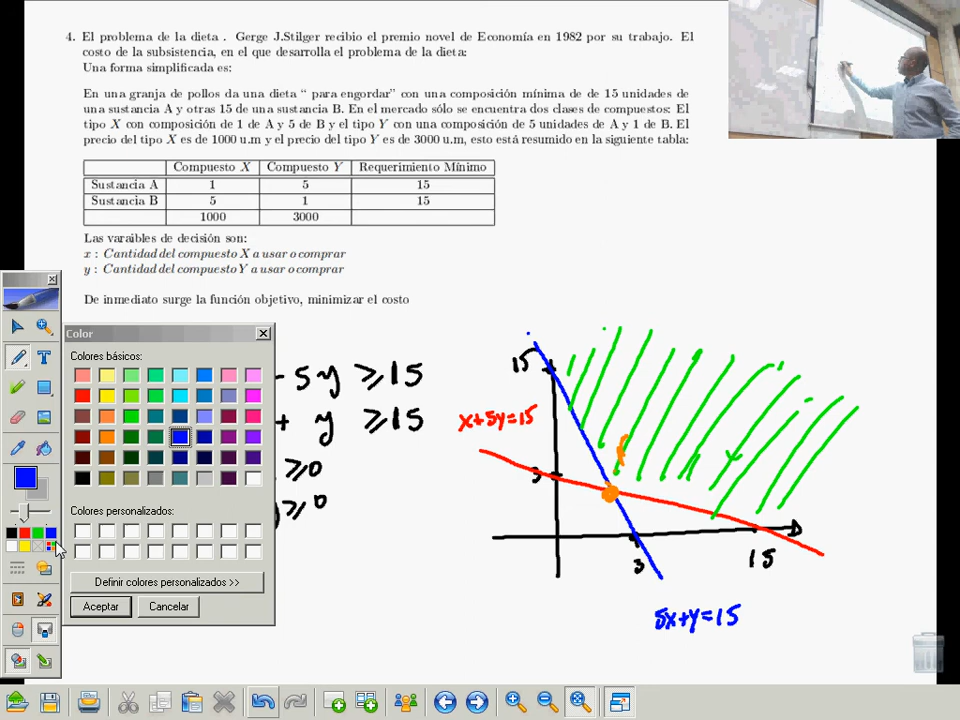 4. El problema de la dieta . Gerge J.Stilger recibio el premio novel de Economía en 1982 por su trabajo. El
costo de la subsistencia, en el que desarrolla el problema de la dieta:
Una forma simplificada es:
En una granja de pollos da una dieta “ para engordar” con una composición mínima de de 15 unidades de
una sustancia A y otras 15 de una sustancia B. En el mercado sólo se encuentra dos clases de compuestos: El
tipo X con composición de 1 de A y 5 de B y el tipo Y con una composición de 5 unidades de A y 1 de B. El
precio del tipo X es de 1000 u.m y el precio del tipo Y es de 3000 u.m, esto está resumido en la siguiente tabla:
Compuesto X Compuesto Y Requerimiento Mínimo
Sustancia A 1 5 15
Sustancia B 5 1 15
1000 3000
Las varaíbles de decisión son:
x : Cantidad del compuesto X a usar o comprar
y : Cantidad del compuesto Y a usar o comprar
De inmediato surge la función objetivo, minimizar el costo
Color
Colores básicos:
Colores personalizados:
Definir colores personalizados >>
Aceptar Cancelar
5y ≥15
+ y ≥15
≥0
≥0
15
x+5y=15
3
3
15
5x+y=15
T